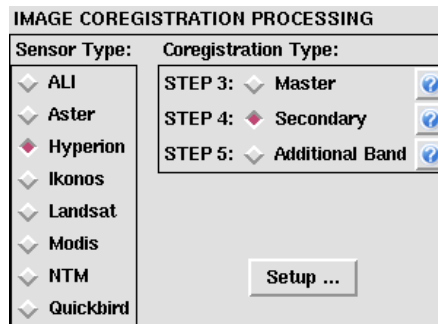 IMAGE COREGISTRATION PROCESSING
Sensor Type:
ALI
Aster
Hyperion
Ikonos
Landsat
Modis
NTM
Quickbird
Coregistration Type:
STEP 3: Master ?
STEP 4: Secondary ?
STEP 5: Additional Band ?
Setup ...